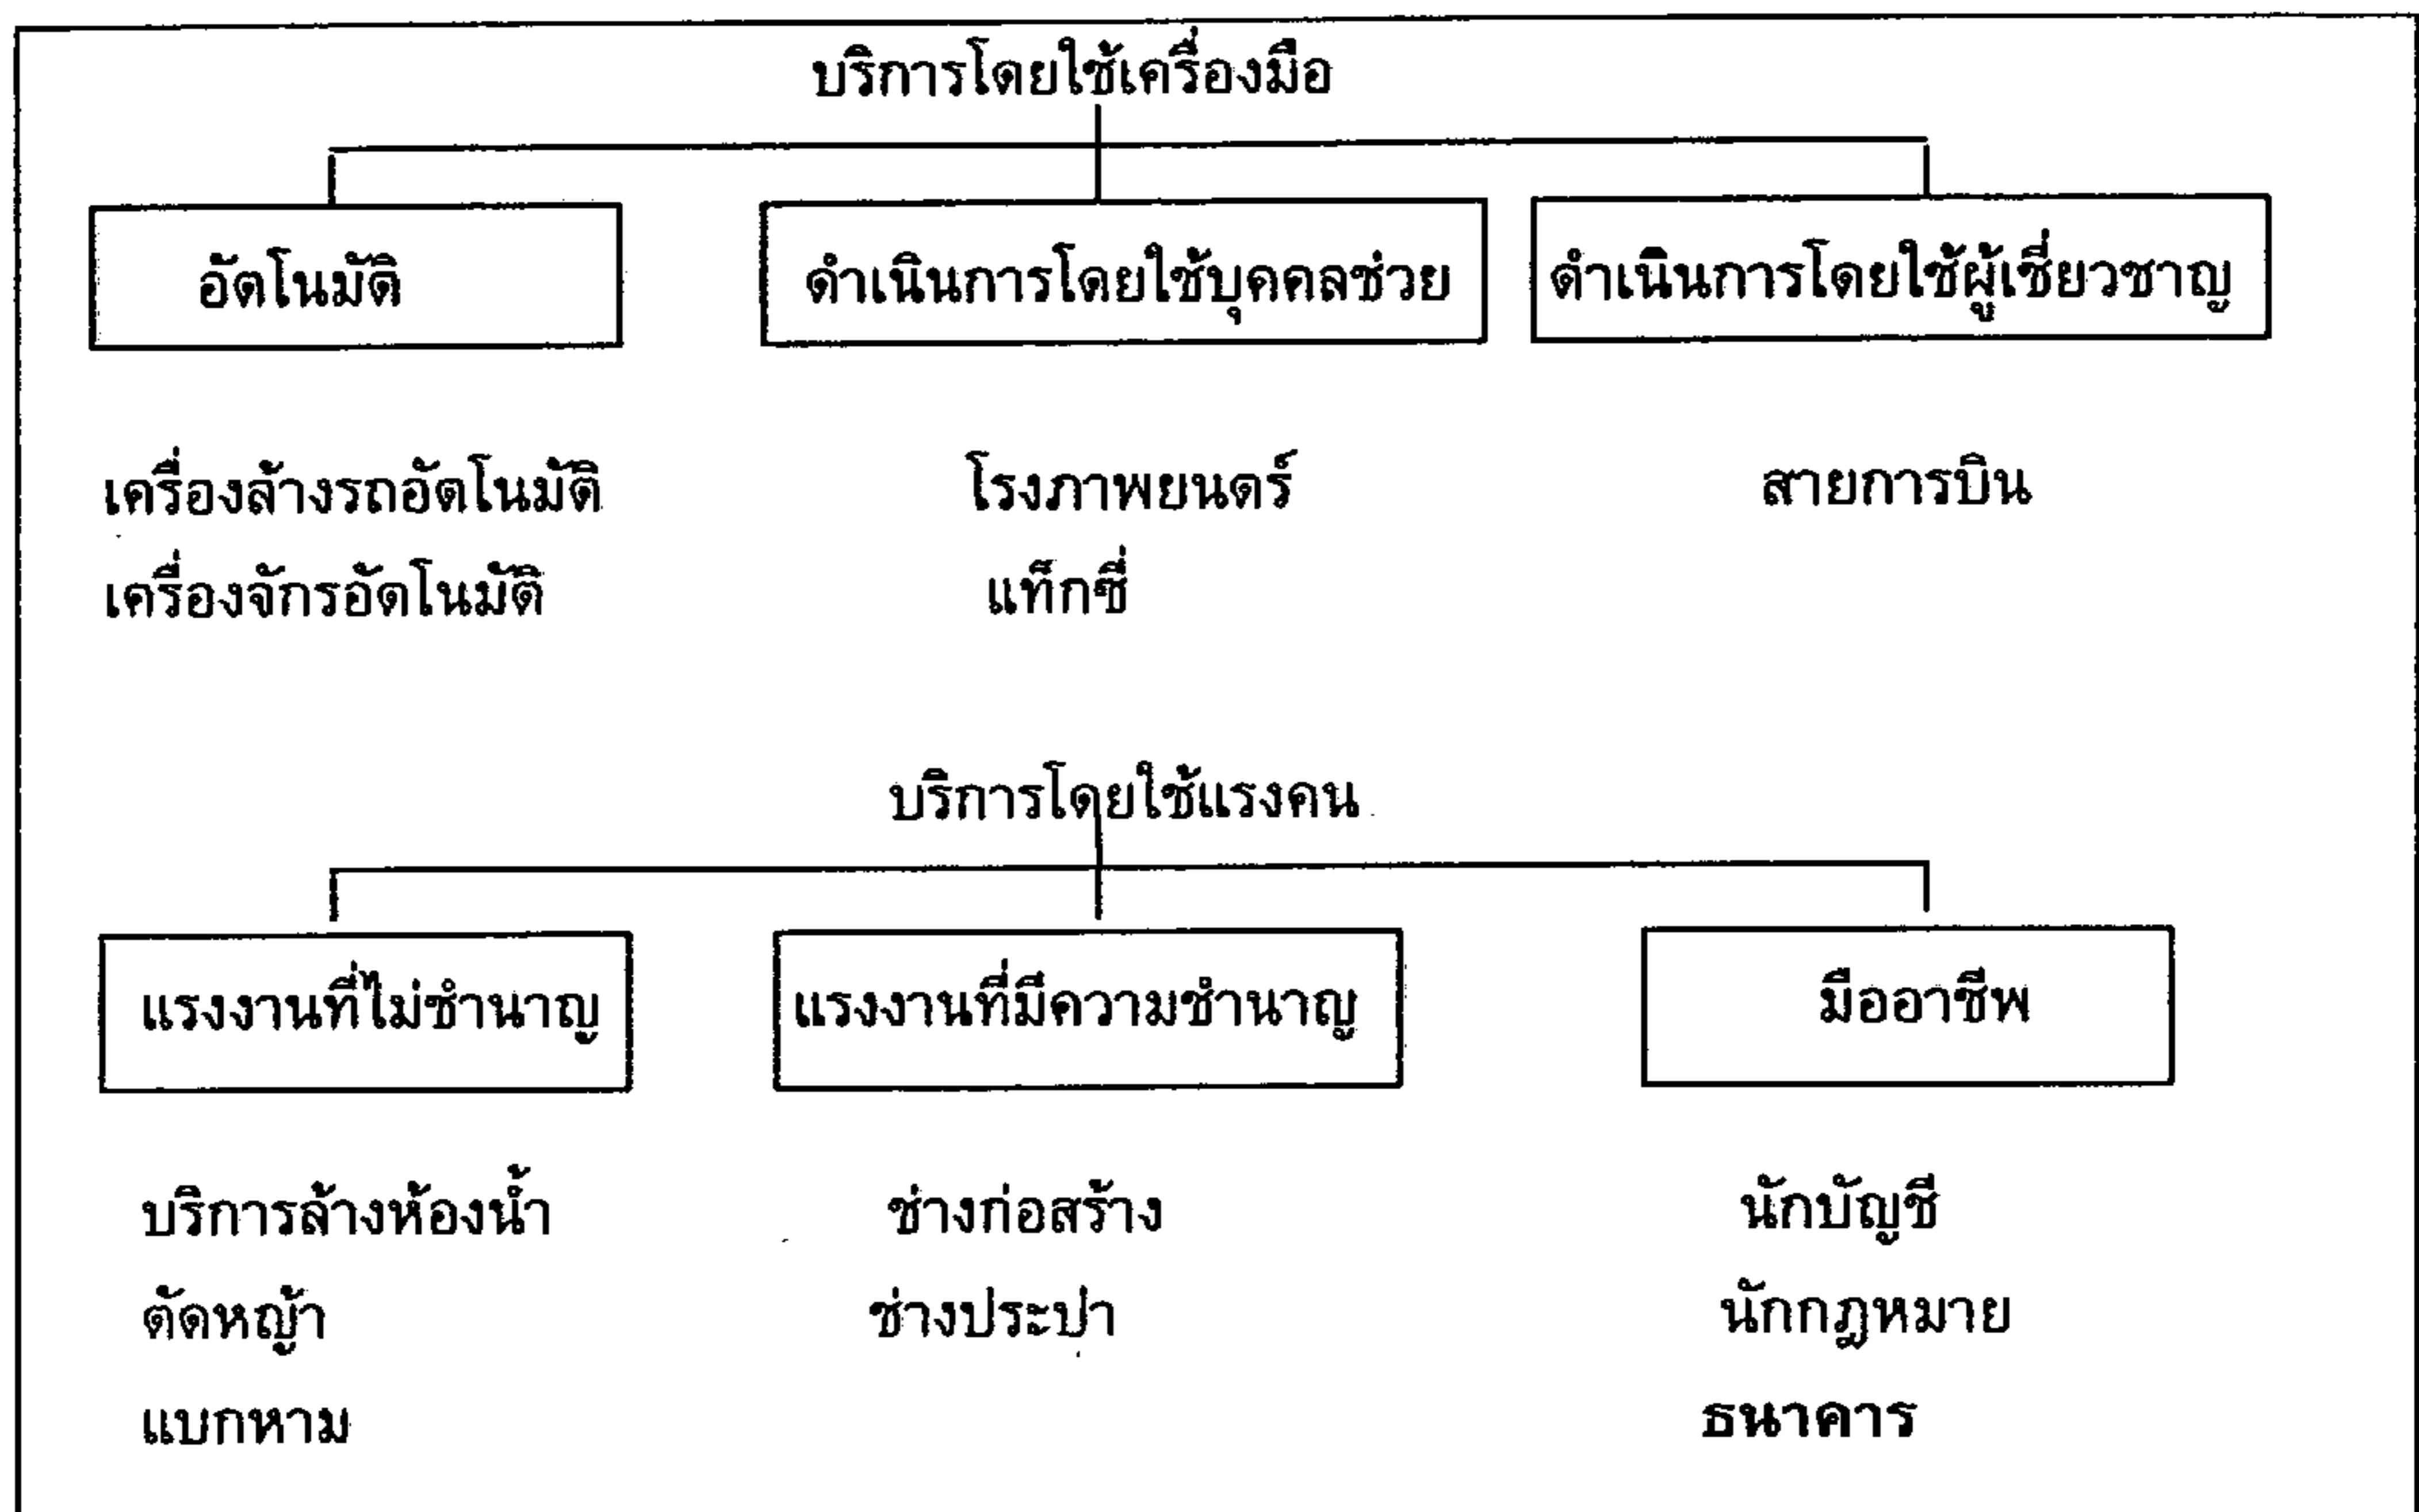 บริการโดยใช้เครื่องมือ
อัตโนมัติ
ดำเนินการโดยใช้บุคคลช่วย
ดำเนินการโดยใช้ผู้เชี่ยวชาญ
เครื่องล้างรถอัตโนมัติ
โรงภาพยนตร์
สายการบิน
เครื่องจักรอัตโนมัติ
แท็กซี่
บริการโดยใช้แรงคน
แรงงานที่ไม่ชำนาญ
แรงงานที่มีความชำนาญ
มืออาชีพ
บริการล้างห้องน้ำ
ช่างก่อสร้าง
นักบัญชี
ตัดหญ้า
ช่างประปา
นักกฎหมาย
แบกหาม
ธนาคาร